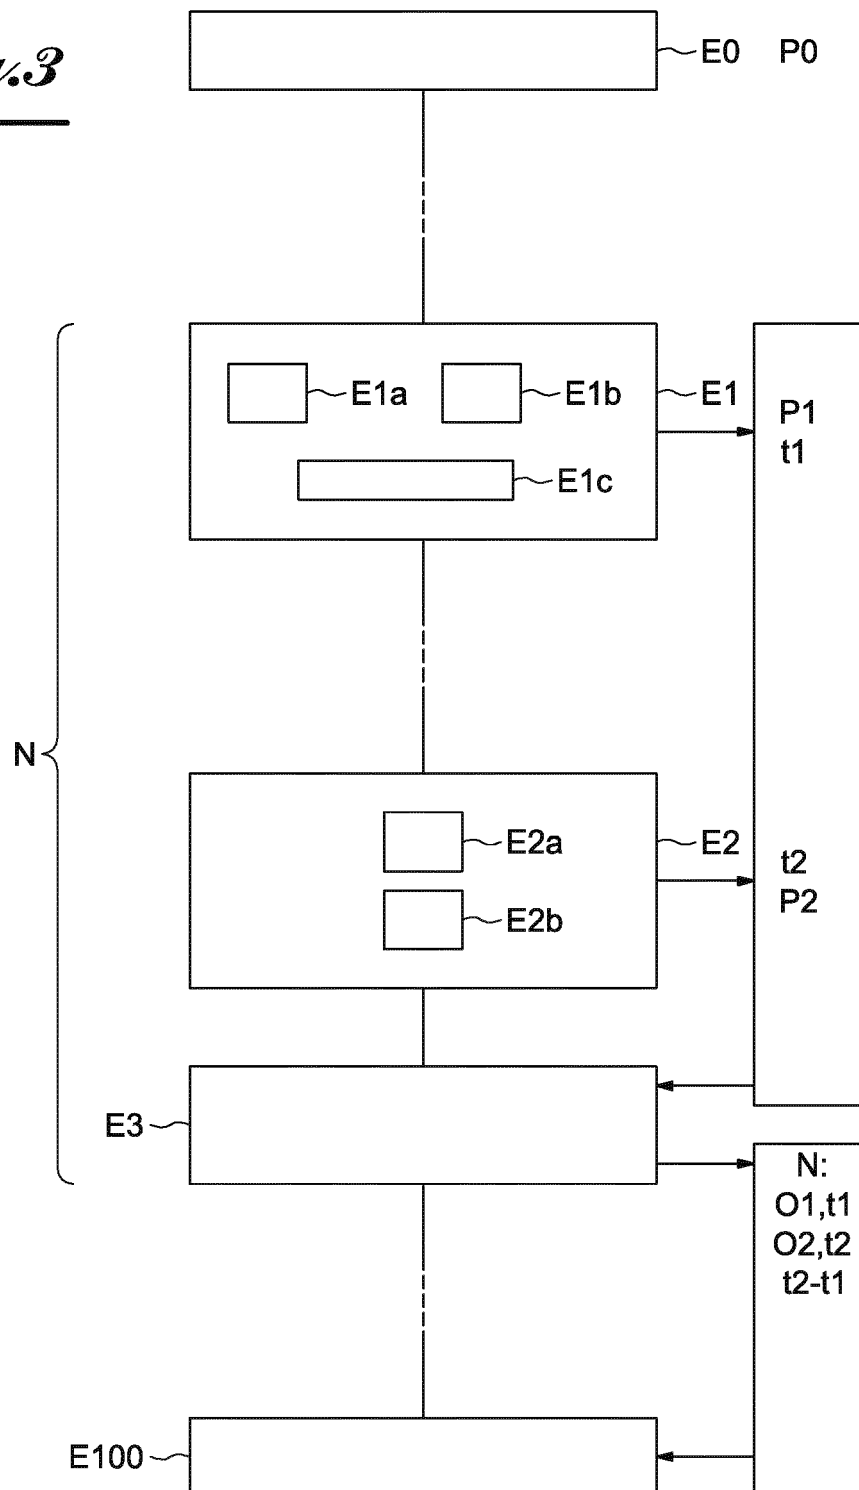 .3
E0 P0
E1a E1b E1 P1
t1
E1c
N
E2a E2 t2
P2
E2b
E3
N:
O1,t1
O2,t2
t2-t1
E100